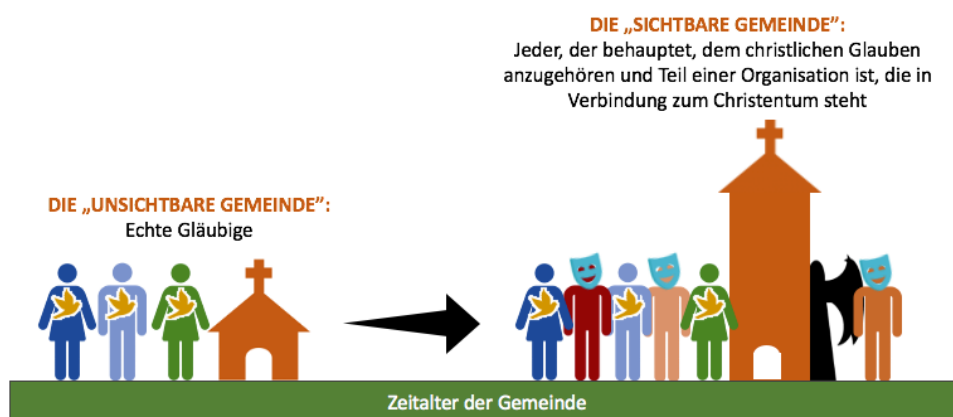 DIE „SICHTBARE GEMEINDE”:
Jeder, der behauptet, dem christlichen Glauben
anzugehören und Teil einer Organisation ist, die in
Verbindung zum Christentum steht
DIE „UNSICHTBARE GEMEINDE”:
Echte Gläubige
Zeitalter der Gemeinde